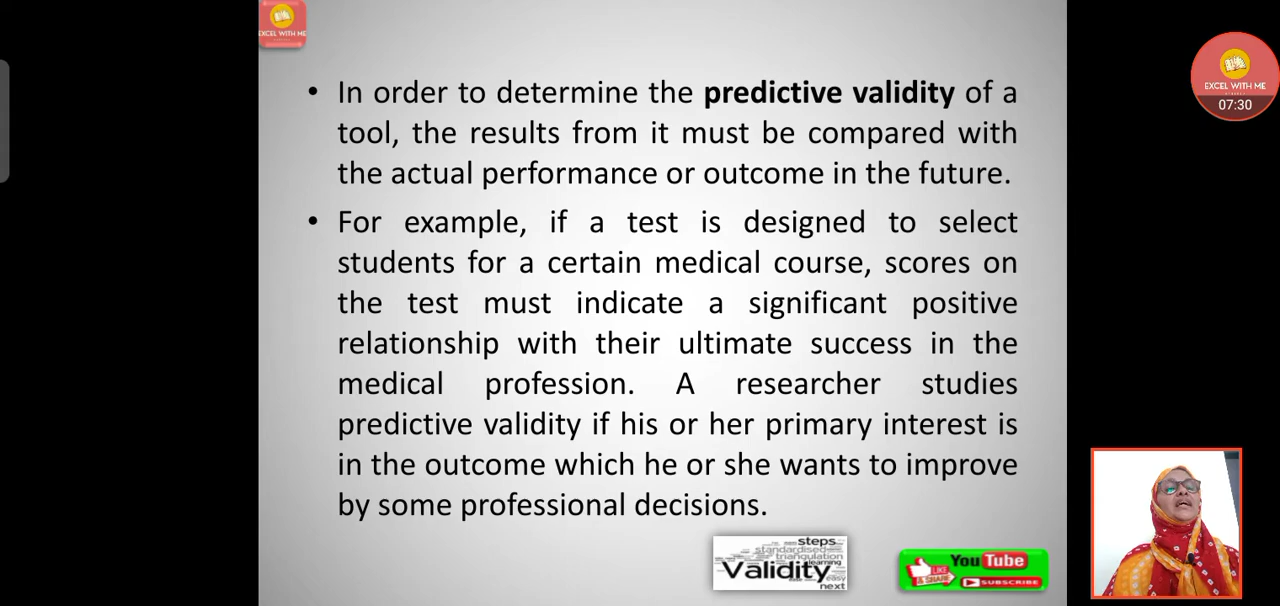 EXCEL WITH ME
EXCEL WITH ME
07:30
• In order to determine the predictive validity of a
tool, the results from it must be compared with
the actual performance or outcome in the future.
• For example, if a test is designed to select
students for a certain medical course, scores on
the test must indicate a significant positive
relationship with their ultimate success in the
medical profession. A researcher studies
predictive validity if his or her primary interest is
in the outcome which he or she wants to improve
by some professional decisions.
steps
standardised
triangulation
learning
Validity
easy
next
YouTube
LIKE
& SHARE
SUBSCRIBE